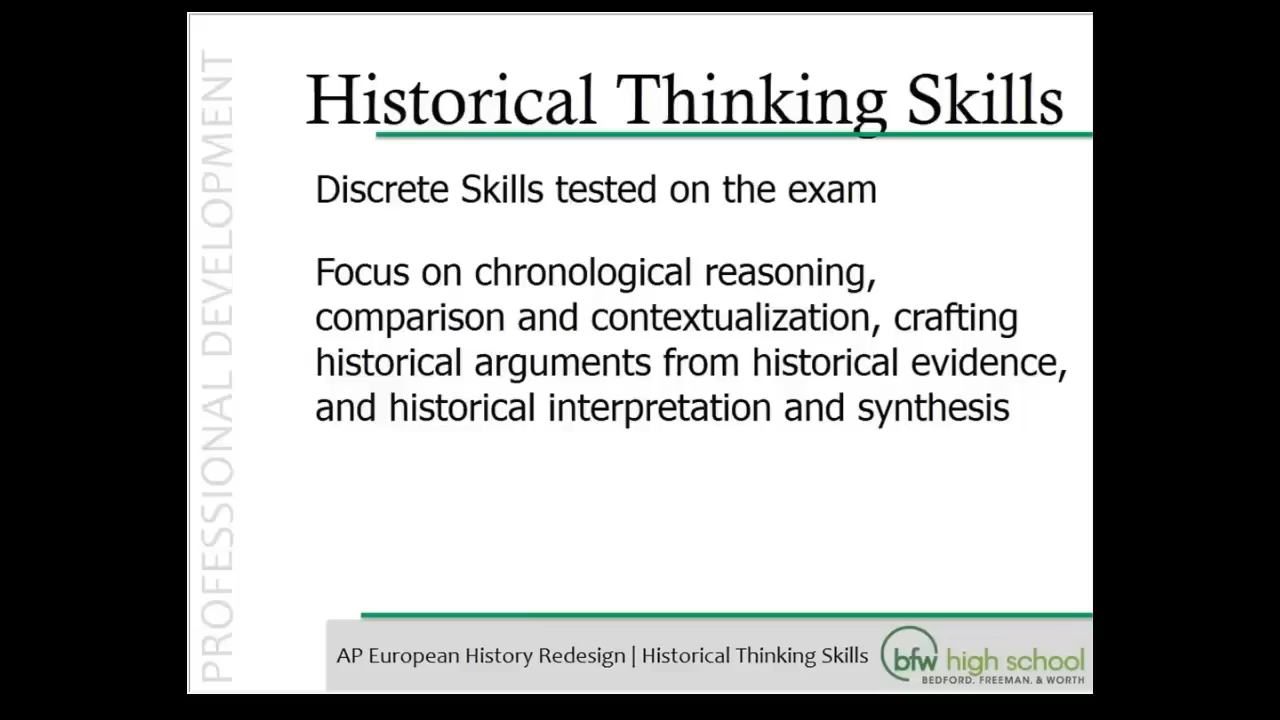 PROFESSIONAL DEVELOPMENT
Historical Thinking Skills
Discrete Skills tested on the exam
Focus on chronological reasoning,
comparison and contextualization, crafting
historical arguments from historical evidence,
and historical interpretation and synthesis
AP European History Redesign | Historical Thinking Skills
bfw high school
BEDFORD, FREEMAN, & WORTH